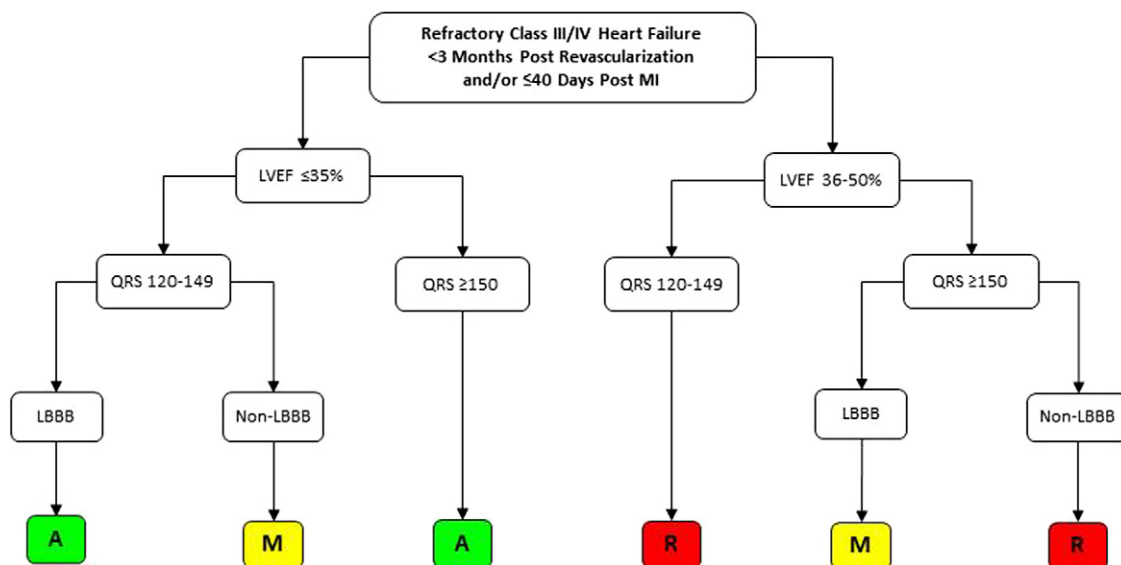 Refractory Class III/IV Heart Failure
<3 Months Post Revascularization
and/or ≤40 Days Post MI
LVEF ≤35%
LVEF 36-50%
QRS 120-149
QRS ≥150
QRS 120-149
QRS ≥150
LBBB
Non-LBBB
LBBB
Non-LBBB
A
M
A
R
M
R